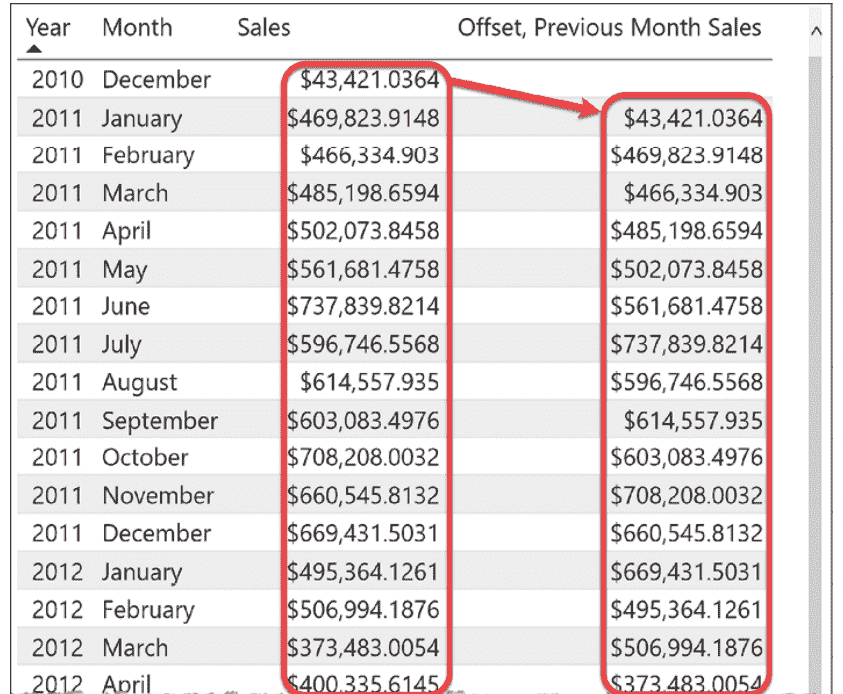 Year Month Sales Offset, Previous Month Sales
2010 December $43,421.0364
2011 January $469,823.9148 $43,421.0364
2011 February $466,334.903 $469,823.9148
2011 March $485,198.6594 $466,334.903
2011 April $502,073.8458 $485,198.6594
2011 May $561,681.4758 $502,073.8458
2011 June $737,839.8214 $561,681.4758
2011 July $596,746.5568 $737,839.8214
2011 August $614,557.935 $596,746.5568
2011 September $603,083.4976 $614,557.935
2011 October $708,208.0032 $603,083.4976
2011 November $660,545.8132 $708,208.0032
2011 December $669,431.5031 $660,545.8132
2012 January $495,364.1261 $669,431.5031
2012 February $506,994.1876 $495,364.1261
2012 March $373,483.0054 $506,994.1876
2012 April $400,335.6145 $373,483.0054